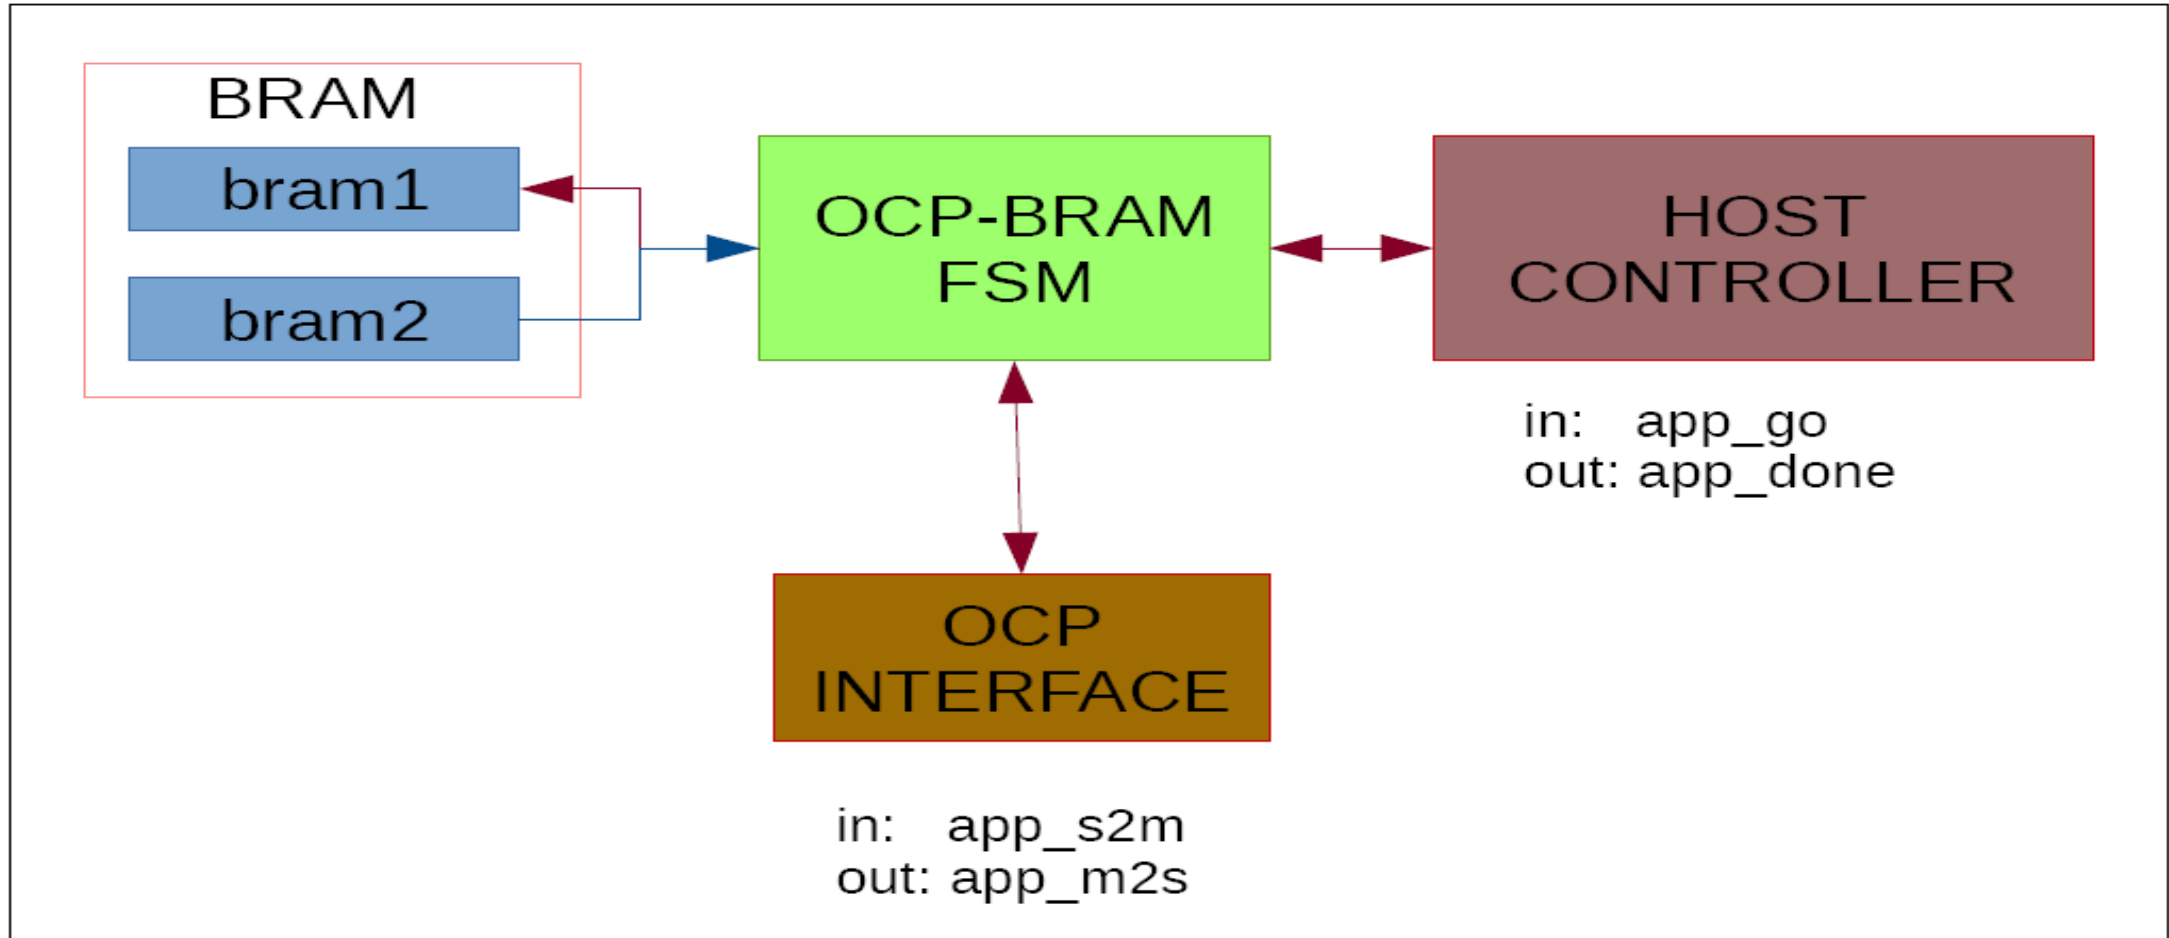 BRAM
bram1
bram2
OCP-BRAM
FSM
HOST
CONTROLLER
in: app_go
out: app_done
OCP
INTERFACE
in: app_s2m
out: app_m2s